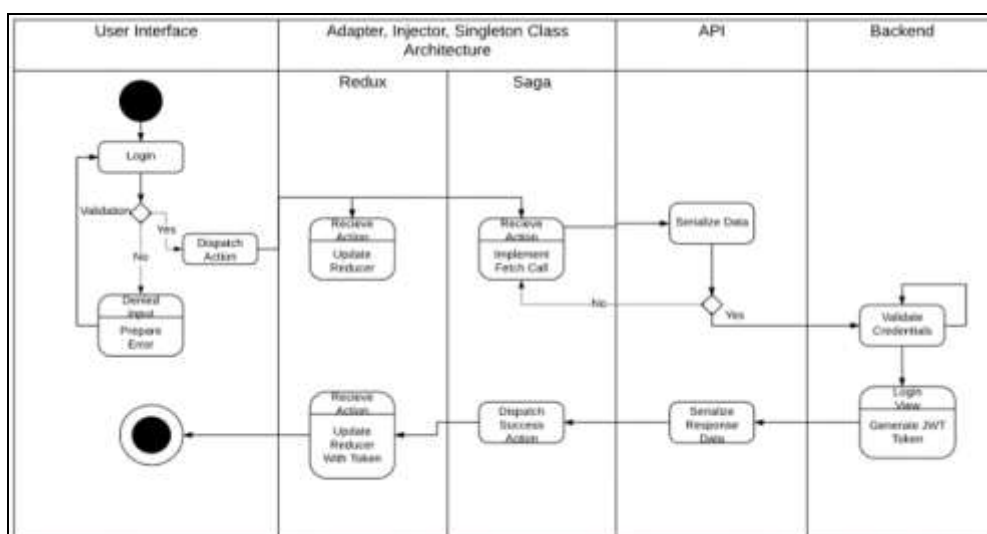 User Interface
Adapter, Injector, Singleton Class
Architecture
API
Backend
Redux
Saga
Login
Validation
Yes
No
Dispatch
Action
Denied
Input
Prepare
Error
Recieve
Action
Update
Reducer
Recieve
Action
Implement
Fetch Call
Serialize Data
No
Yes
Validate
Credentials
Recieve
Action
Update
Reducer
With Token
Dispatch
Success
Action
Serialize
Response
Data
Login
View
Generate JWT
Token